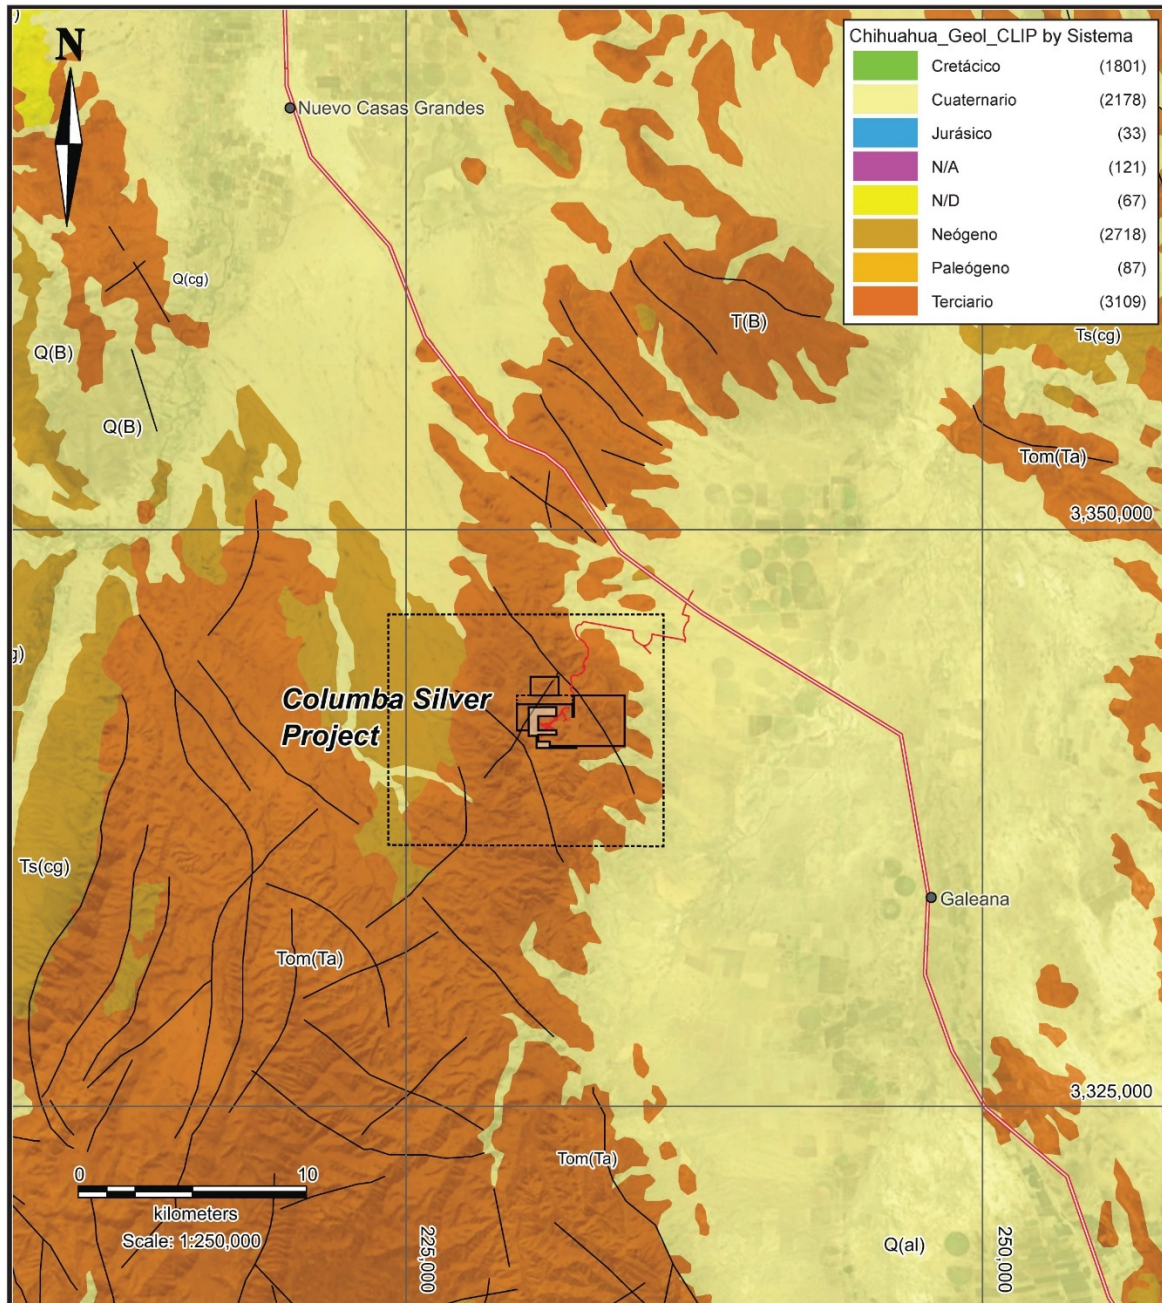 N
Chihuahua_Geol_CLIP by Sistema
Cretácico (1801)
Cuaternario (2178)
Jurásico (33)
N/A (121)
N/D (67)
Neógeno (2718)
Paleógeno (87)
Terciario (3109)
Nuevo Casas Grandes
Q(cg)
T(B)
Ts(cg)
Q(B)
Q(B)
Tom(Ta)
3,350,000
Columba Silver
Project
Ts(cg)
Galeana
Tom(Ta)
3,325,000
Tom(Ta)
0 10
kilometers
Scale: 1:250,000
225,000
Q(al)
250,000